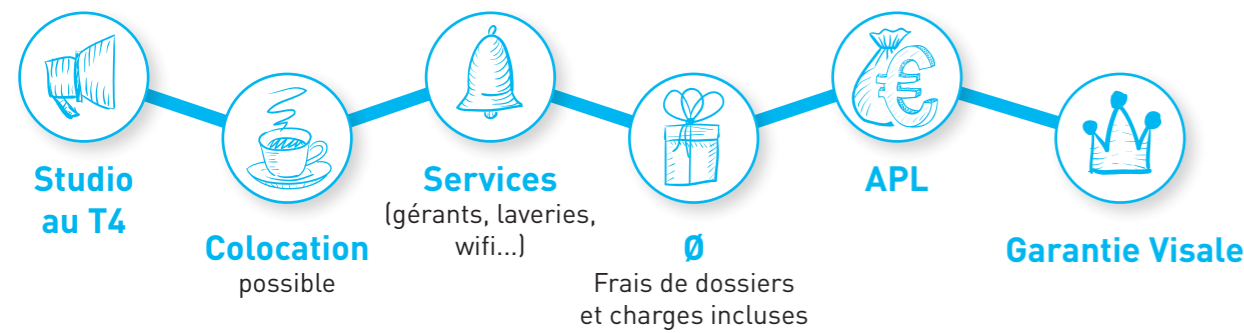 Studio
au T4
Colocation
possible
Services
(gérants, laveries,
wifi...)
Ø
Frais de dossiers
et charges incluses
APL
Garantie Visale